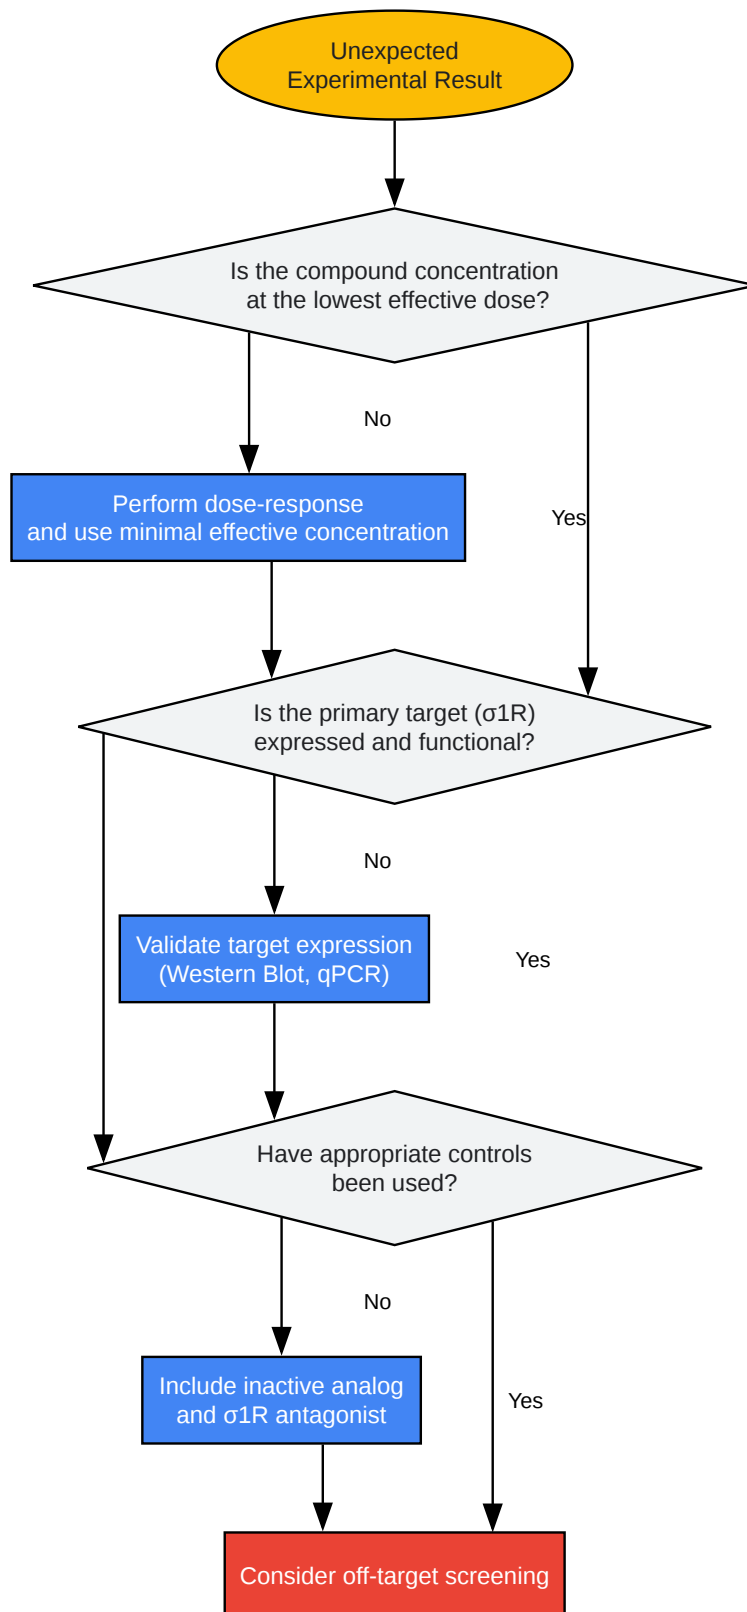 Unexpected
Experimental Result
Is the compound concentration
at the lowest effective dose?
No
Perform dose-response
and use minimal effective concentration
Yes
Is the primary target (σ1R)
expressed and functional?
No
Validate target expression
(Western Blot, qPCR)
Yes
Have appropriate controls
been used?
No
Include inactive analog
and σ1R antagonist
Yes
Consider off-target screening